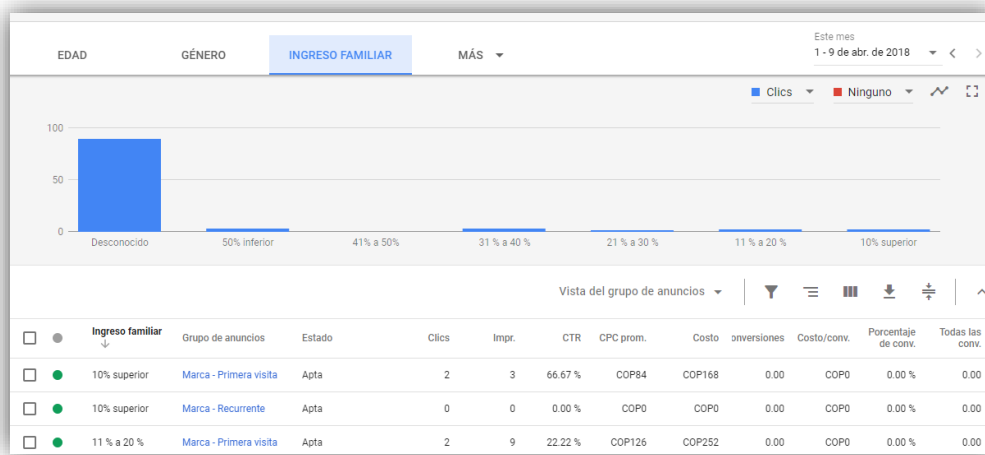 Este mes
EDAD GÉNERO INGRESO FAMILIAR MÁS 1 - 9 de abr. de 2018
Clics Ninguno
100
50
0
Desconocido 50% inferior 41% a 50% 31 % a 40 % 21 % a 30 % 11 % a 20 % 10% superior
Vista del grupo de anuncios
Ingreso familiar Grupo de anuncios Estado Clics Impr. CTR CPC prom. Costo onversiones Costo/conv. Porcentaje de conv. Todas las conv.
10% superior Marca - Primera visita Apta 2 3 66.67 % COP84 COP168 0.00 COP0 0.00 % 0.00
10% superior Marca - Recurrente Apta 0 0 0.00 % COP0 COP0 0.00 COP0 0.00 % 0.00
11 % a 20 % Marca - Primera visita Apta 2 9 22.22 % COP126 COP252 0.00 COP0 0.00 % 0.00